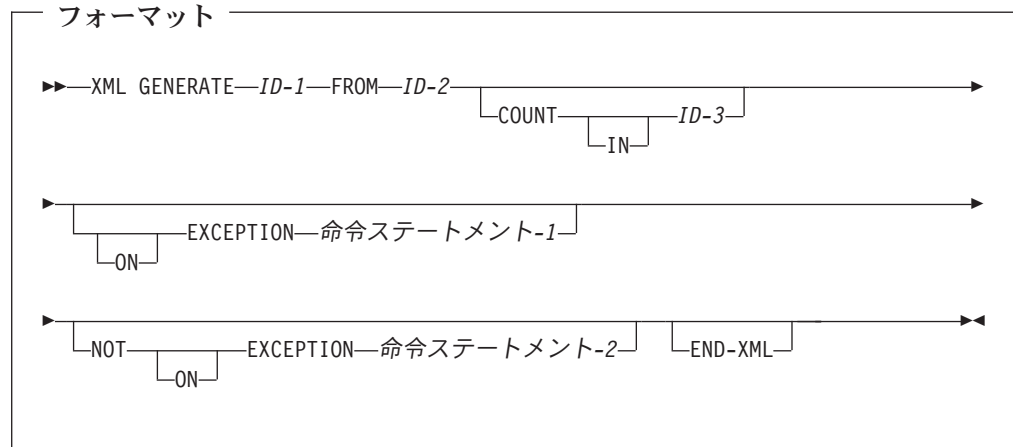 フォーマット
XML GENERATE ID-1 FROM ID-2
COUNT ID-3
IN
EXCEPTION 命令ステートメント-1
ON
NOT EXCEPTION 命令ステートメント-2 END-XML
ON